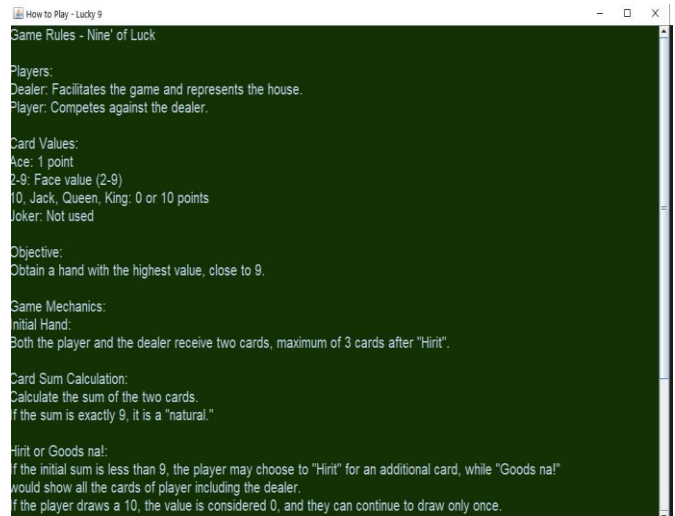 How to Play - Lucky 9
Game Rules - Nine' of Luck
Players:
Dealer: Facilitates the game and represents the house.
Player: Competes against the dealer.
Card Values:
Ace: 1 point
2-9: Face value (2-9)
10, Jack, Queen, King: 0 or 10 points
Joker: Not used
Objective:
Obtain a hand with the highest value, close to 9.
Game Mechanics:
Initial Hand:
Both the player and the dealer receive two cards, maximum of 3 cards after "Hirit".
Card Sum Calculation:
Calculate the sum of the two cards.
If the sum is exactly 9, it is a "natural."
Hirit or Goods na!:
If the initial sum is less than 9, the player may choose to "Hirit" for an additional card, while "Goods na!"
would show all the cards of player including the dealer.
If the player draws a 10, the value is considered 0, and they can continue to draw only once.